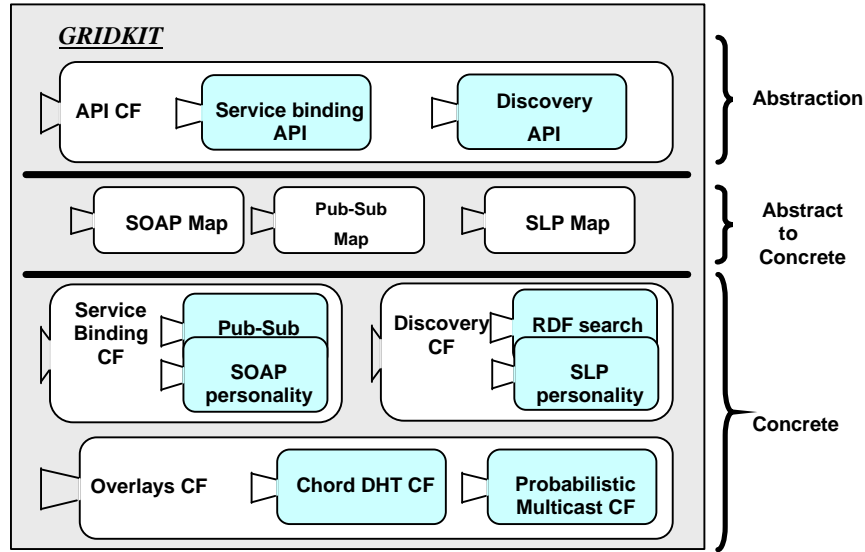 GRIDKIT
API CF
Service binding
API
Discovery
API
Abstraction
SOAP Map
Pub-Sub
Map
SLP Map
Abstract
to
Concrete
Service
Binding
CF
Pub-Sub
SOAP
personality
Discovery
CF
RDF search
SLP
personality
Concrete
Overlays CF
Chord DHT CF
Probabilistic
Multicast CF